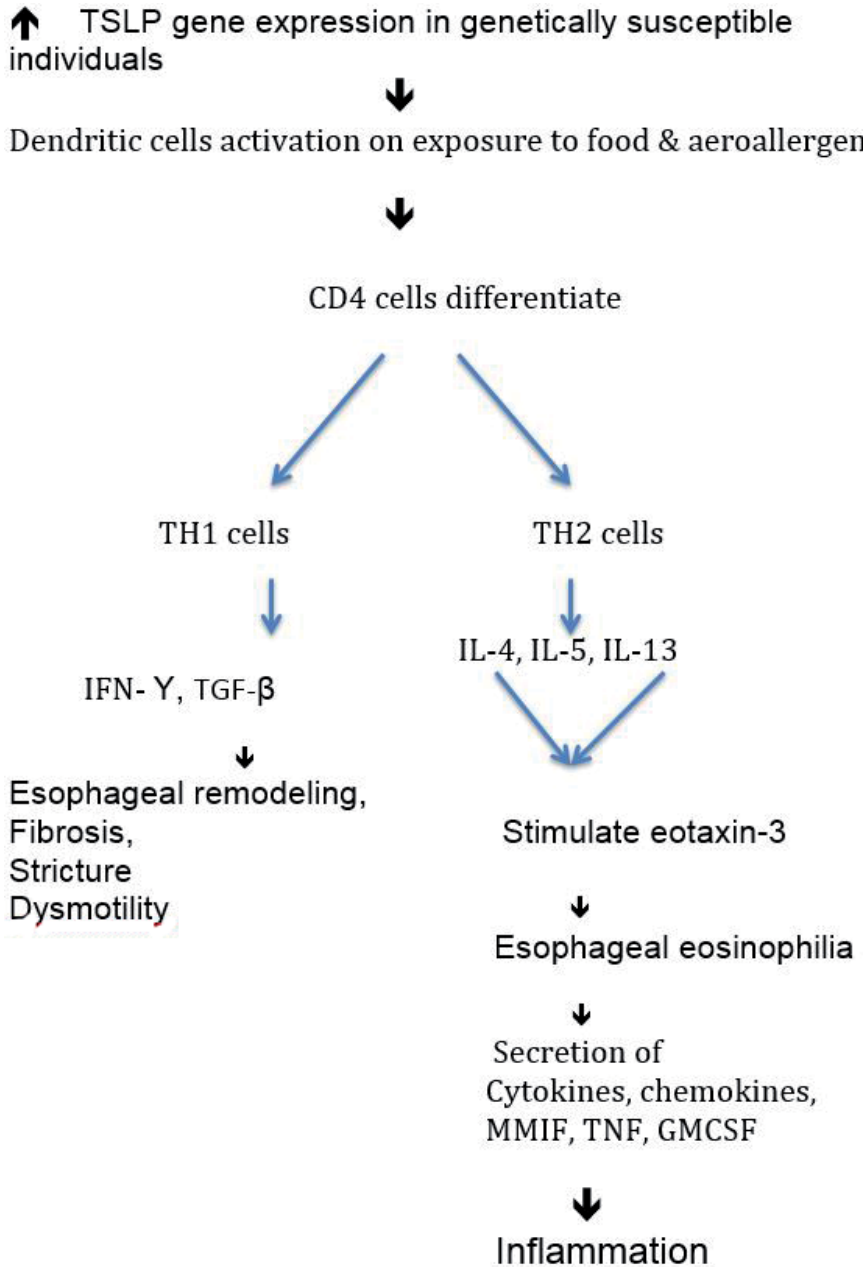 ↑ TSLP gene expression in genetically susceptible
individuals
Dendritic cells activation on exposure to food & aeroallergen
CD4 cells differentiate
TH1 cells
TH2 cells
IFN- Υ, TGF-β
IL-4, IL-5, IL-13
Esophageal remodeling,
Fibrosis,
Stricture
Dysmotility
Stimulate eotaxin-3
Esophageal eosinophilia
Secretion of
Cytokines, chemokines,
MMIF, TNF, GMCSF
Inflammation